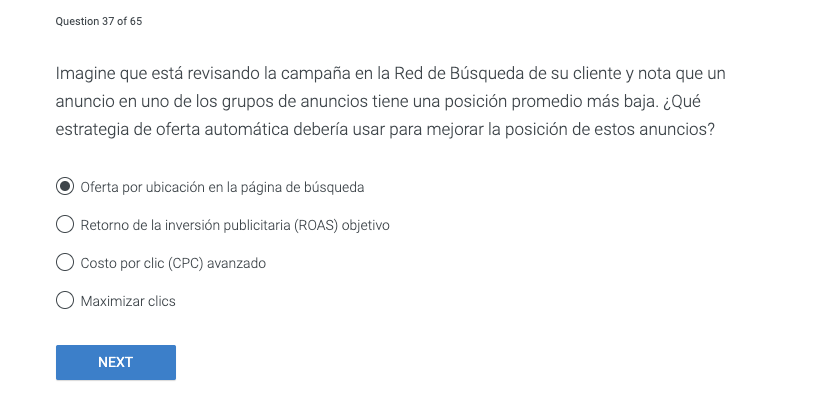 Question 37 of 65
Imagine que está revisando la campaña en la Red de Búsqueda de su cliente y nota que un
anuncio en uno de los grupos de anuncios tiene una posición promedio más baja. ¿Qué
estrategia de oferta automática debería usar para mejorar la posición de estos anuncios?
Oferta por ubicación en la página de búsqueda
Retorno de la inversión publicitaria (ROAS) objetivo
Costo por clic (CPC) avanzado
Maximizar clics
NEXT